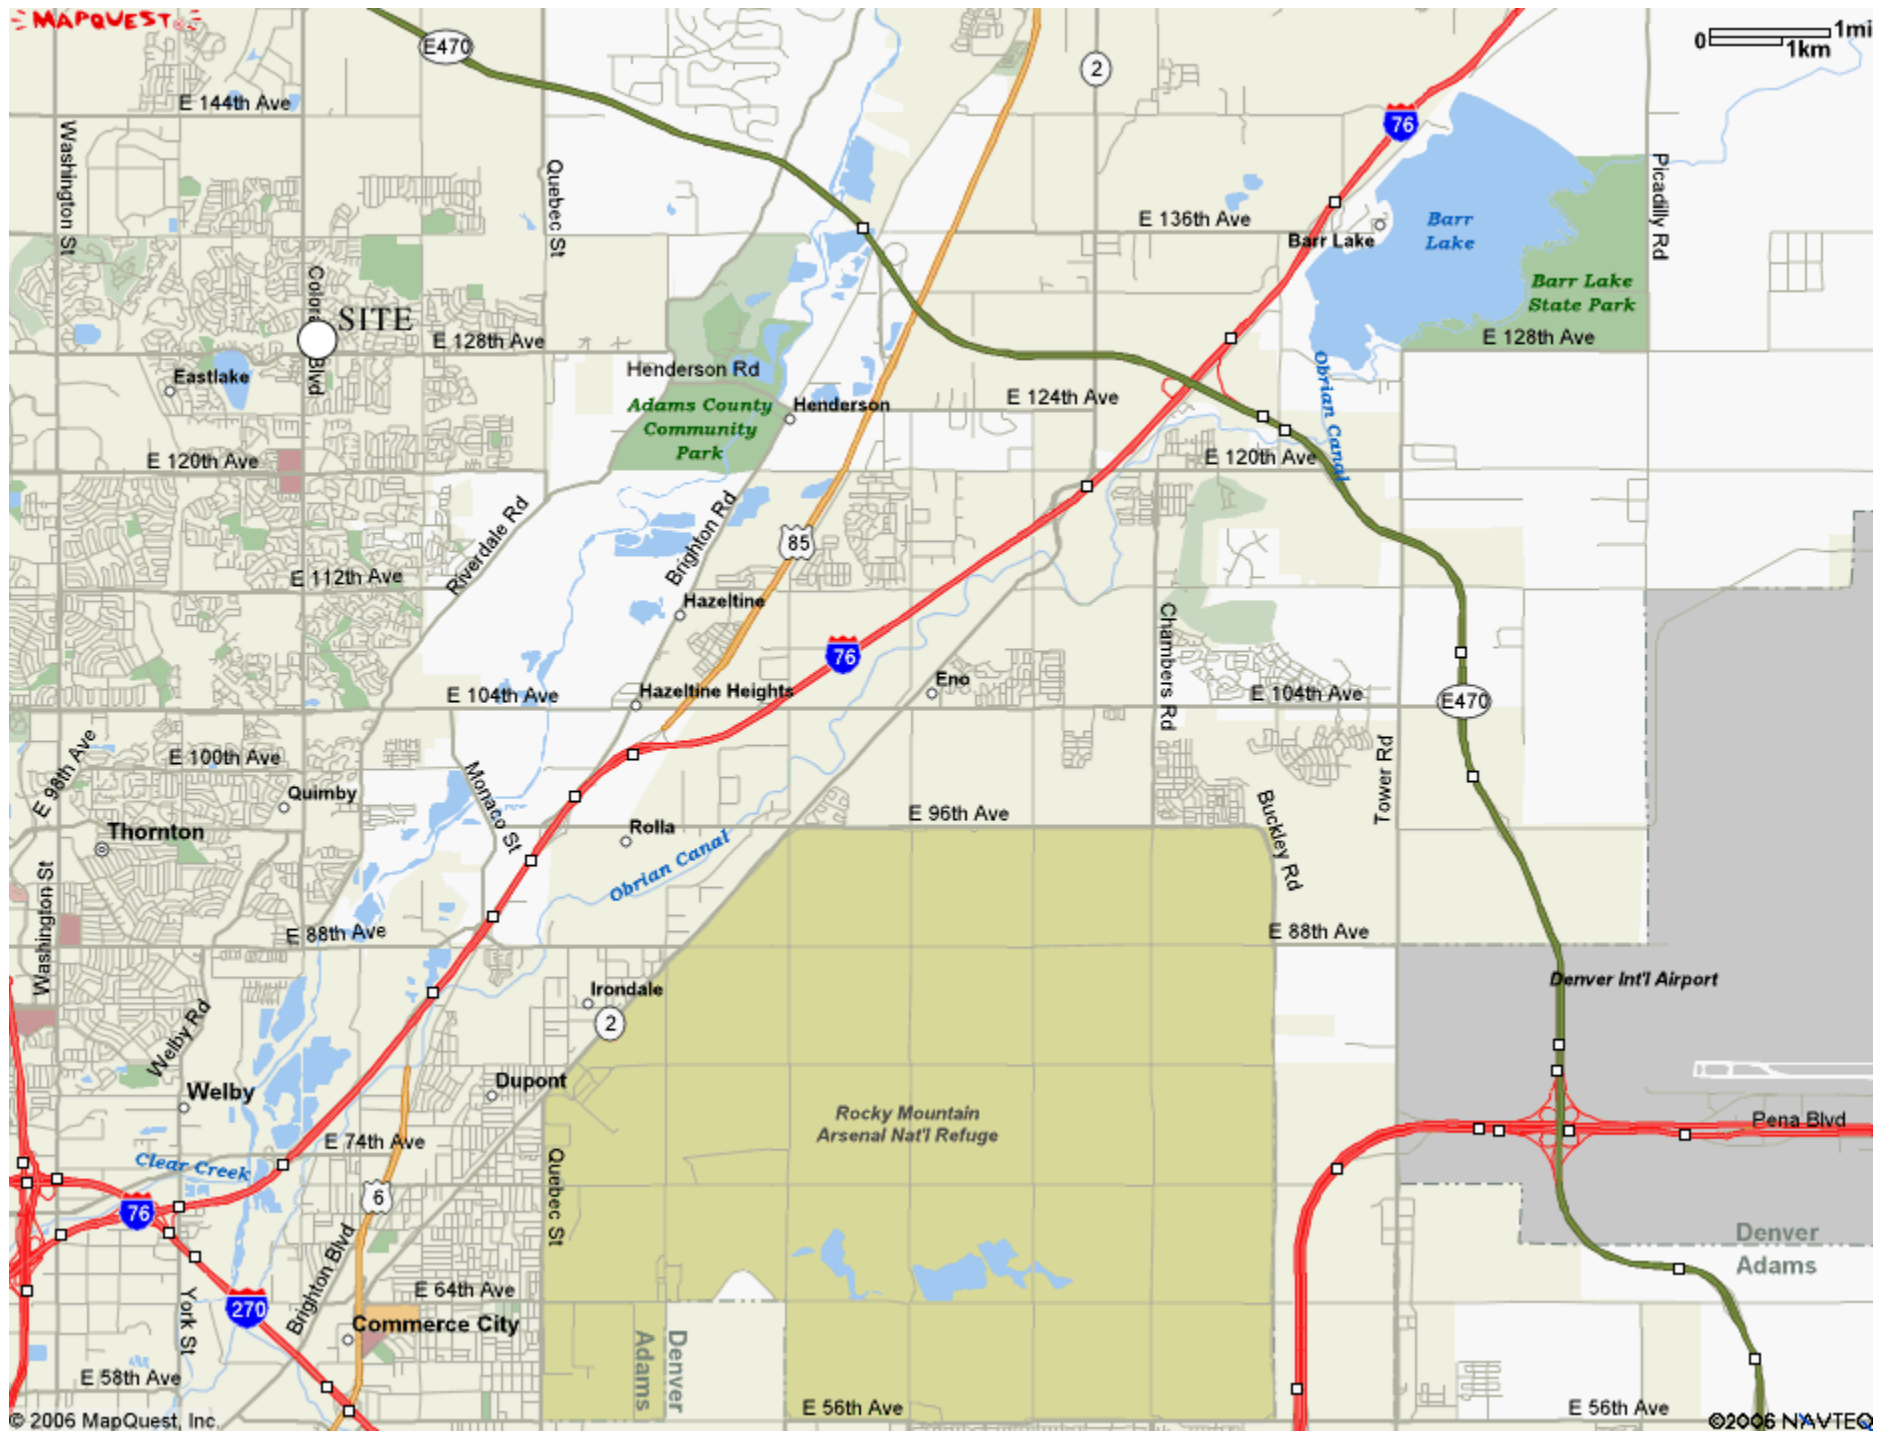 MAPQUEST
E470
2
0
1mi
1km
E 144th Ave
76
Washington St
Quebec St
Picadilly Rd
E 136th Ave
Barr Lake
Barr
Lake
Colora
Blvd
SITE
Barr Lake
State Park
E 128th Ave
E 128th Ave
Henderson Rd
Eastlake
Obrian Canal
E 124th Ave
Adams County
Community
Park
Henderson
E 120th Ave
E 120th Ave
Riverdale Rd
Brighton Rd
85
E 112th Ave
Hazeltine
Chambers Rd
76
Eno
E 104th Ave
Hazeltine Heights
E 104th Ave
E470
E 98th Ave
E 100th Ave
Tower Rd
Monaco St
Quimby
Buckley Rd
E 96th Ave
Thornton
Rolla
Obrian Canal
Washington St
E 88th Ave
E 88th Ave
Denver Int'l Airport
Irondale
2
Welby Rd
Dupont
Welby
Rocky Mountain
Arsenal Nat'l Refuge
Pena Blvd
E 74th Ave
Clear Creek
Quebec St
6
76
Brighton Blvd
Denver
Adams
E 64th Ave
York St
270
Commerce City
Adams
Denver
E 58th Ave
E 56th Ave
E 56th Ave
© 2006 MapQuest, Inc.
©2006 NAVTEQ